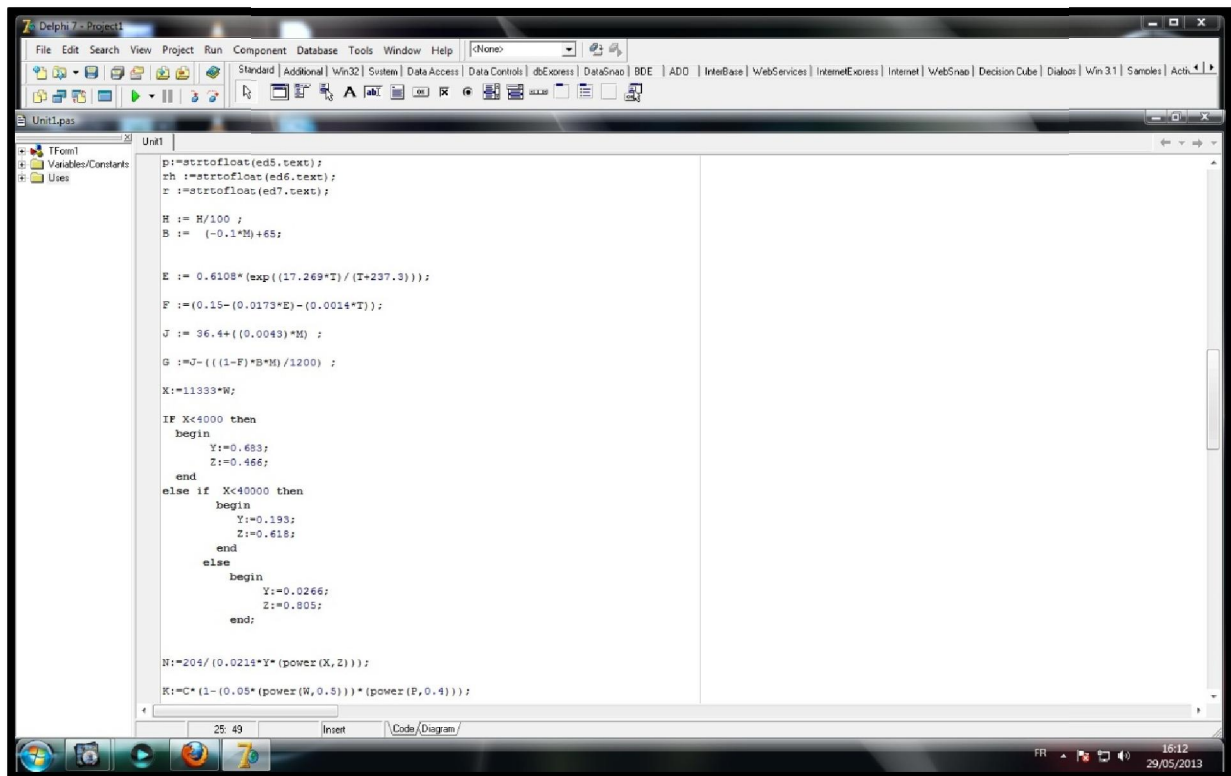 Delphi 7 - Project1
File Edit Search View Project Run Component Database Tools Window Help <None>
Standard Additional Win32 System Data Access Data Controls dbExpress DataSnap BDE ADO InterBase WebServices InternetExpress Internet WebSnap Decision Cube Dialogs Win 3.1 Samples Activ
Unit1.pas
TForm1
Variables/Constants
Uses
Unit1
p:=strtofloat(ed5.text);
rh :=strtofloat(ed6.text);
r :=strtofloat(ed7.text);
H := H/100 ;
B :=  (-0.1*M)+65;
E := 0.6108*(exp((17.269*T)/(T+237.3)));
F :=(0.15-(0.0173*E)-(0.0014*T));
J := 36.4+((0.0043)*M) ;
G :=J-(((1-F)*B*M)/1200) ;
X:=11333*W;
IF X<4000 then
begin
Y:=0.683;
Z:=0.466;
end
else if  X<40000 then
begin
Y:=0.193;
Z:=0.618;
end
else
begin
Y:=0.0266;
Z:=0.805;
end;
N:=204/(0.0214*Y*(power(X,Z)));
K:=C*(1-(0.05*(power(W,0.5)))*(power(P,0.4)));
25: 49 Insert Code Diagram
FR 16:12
29/05/2013